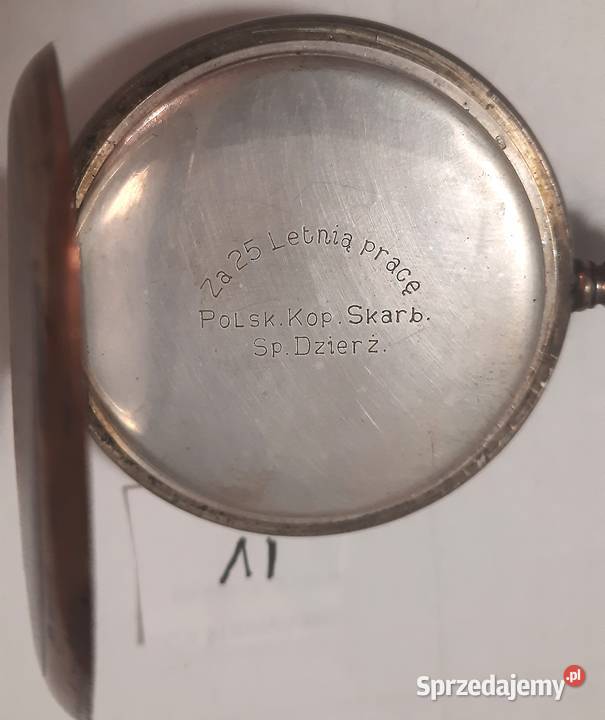 Za 25 Letnią pracę
Polsk. Kop. Skarb.
Sp. Dzierż.
11
Sprzedajemy.pl